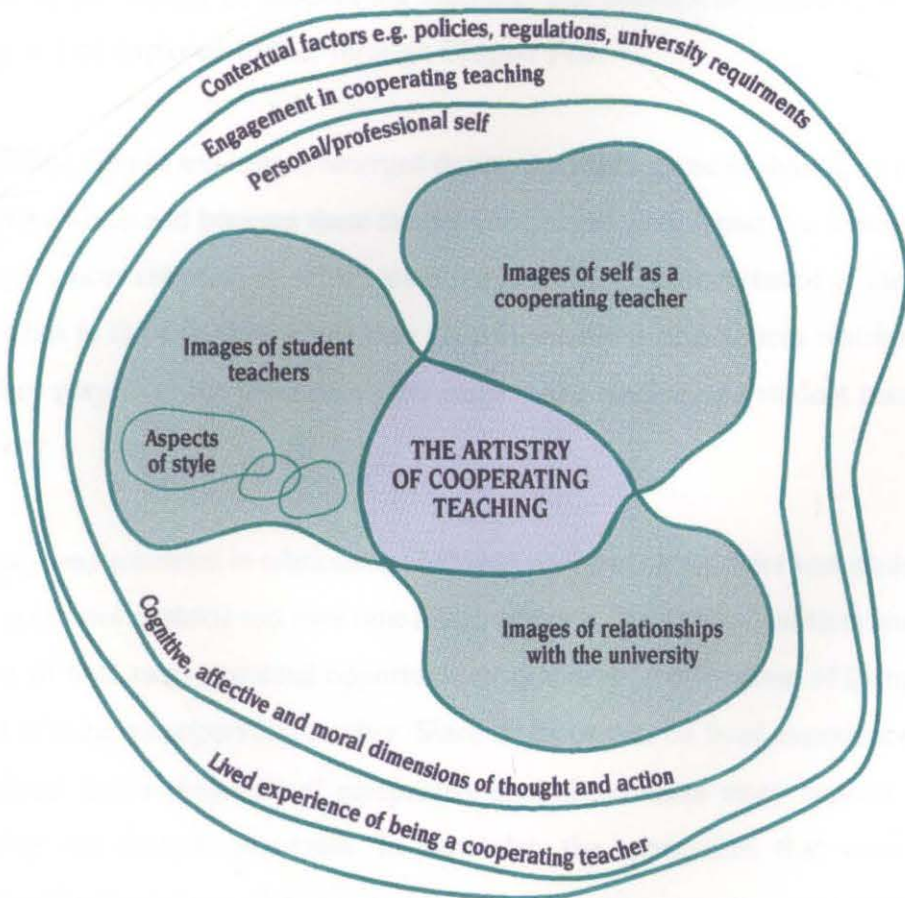 Contextual factors e.g. policies, regulations, university requirments
Engagement in cooperating teaching
Personal/professional self
Images of self as a
cooperating teacher
Images of student
teachers
Aspects
of style
THE ARTISTRY
OF COOPERATING
TEACHING
Images of relationships
with the university
Cognitive, affective and moral dimensions of thought and action
Lived experience of being a cooperating teacher